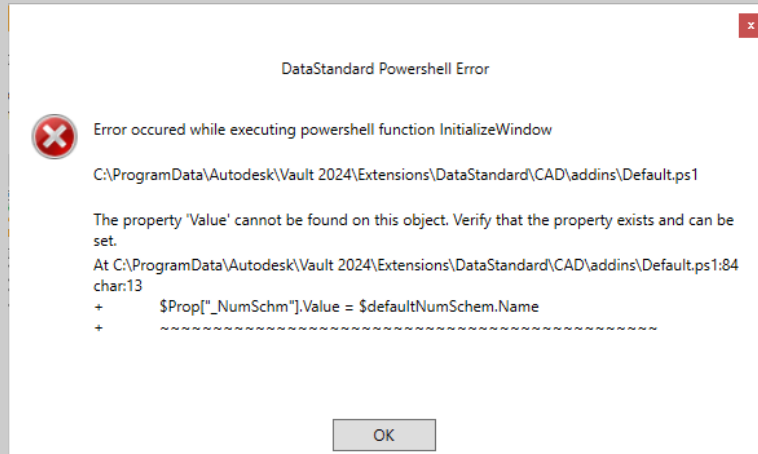 x
DataStandard Powershell Error
Error occured while executing powershell function InitializeWindow
C:\ProgramData\Autodesk\Vault 2024\Extensions\DataStandard\CAD\addins\Default.ps1
The property 'Value' cannot be found on this object. Verify that the property exists and can be
set.
At C:\ProgramData\Autodesk\Vault 2024\Extensions\DataStandard\CAD\addins\Default.ps1:84
char:13
+ $Prop["_NumSchm"].Value = $defaultNumSchem.Name
+ ~~~~~~~~~~~~~~~~~~~~~~~~~~~~~~~~~~~~~~~~~~~~~~~
OK